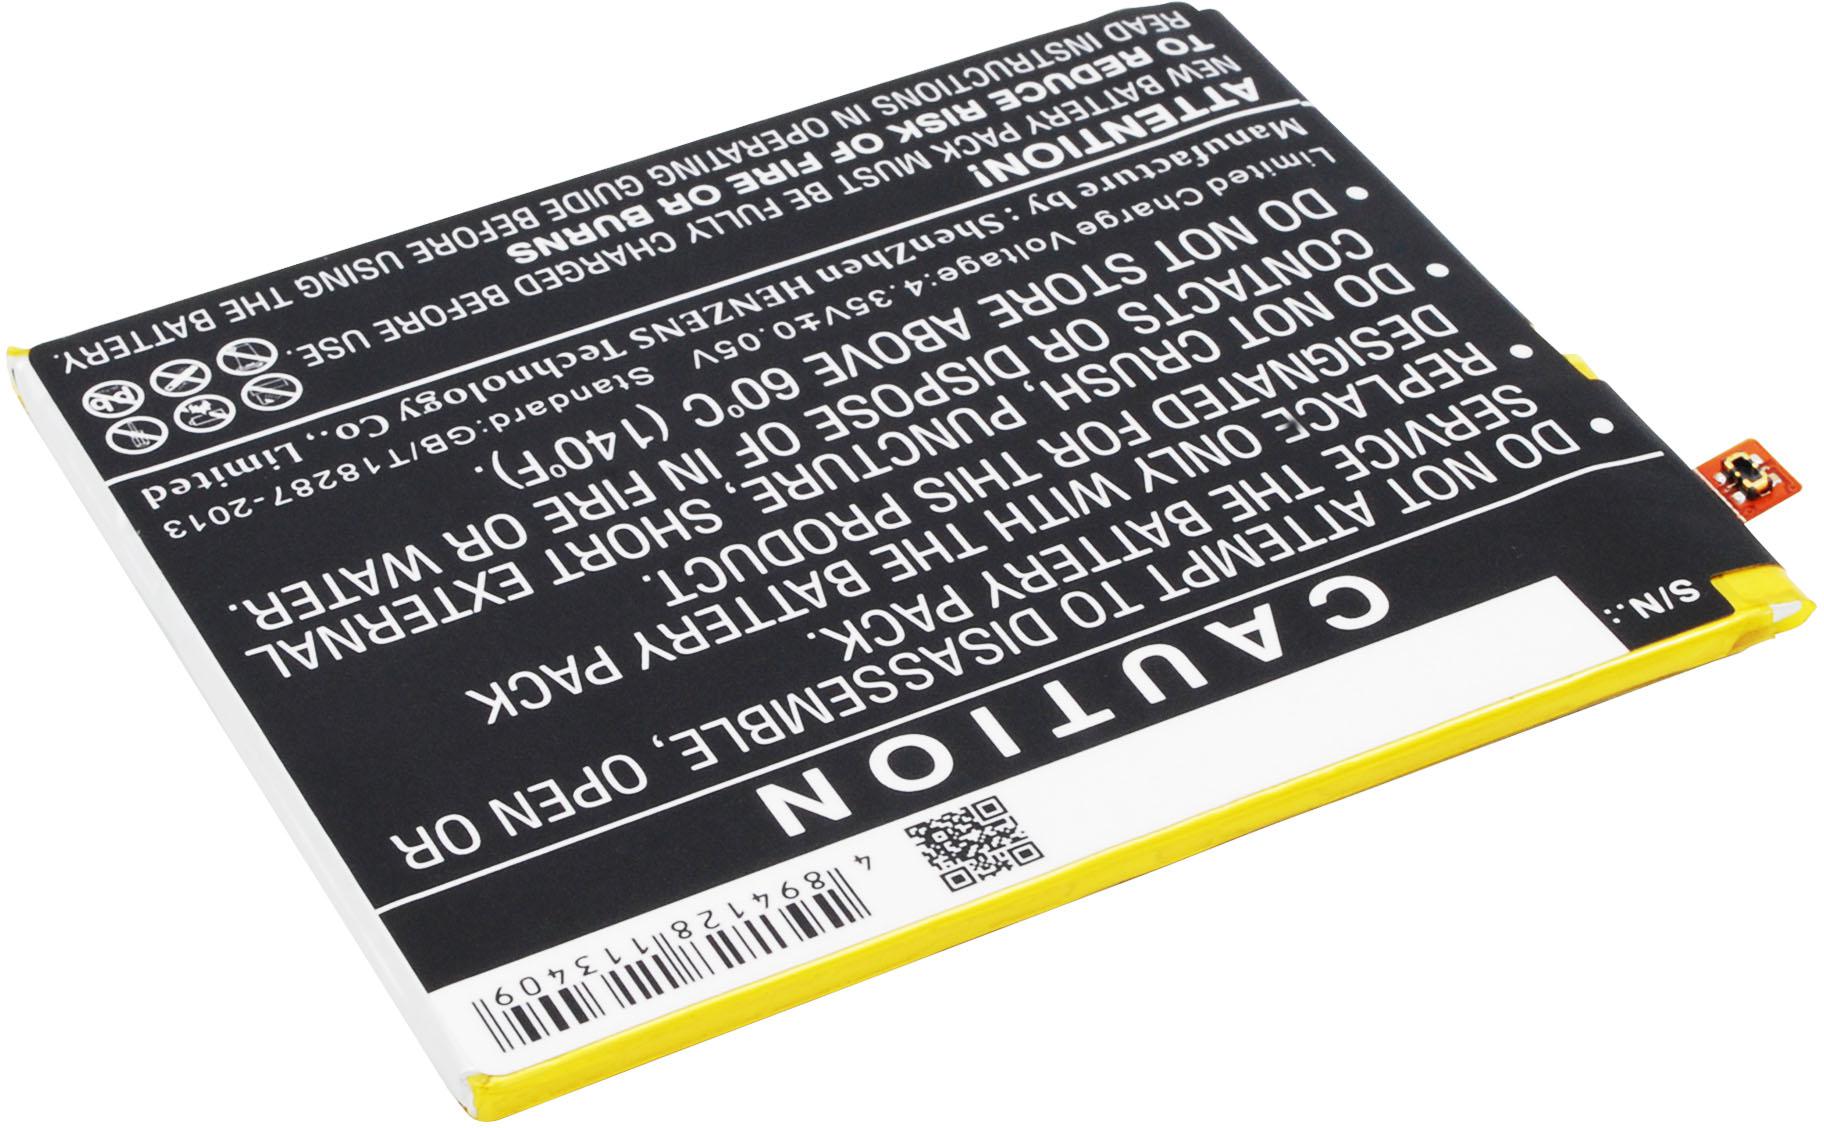 S/N.:
4 894128 113409
CAUTION
• DO NOT ATTEMPT TO DISASSEMBLE, OPEN OR
SERVICE THE BATTERY PACK.
• REPLACE ONLY WITH THE BATTERY PACK
DESIGNATED FOR THIS PRODUCT.
• DO NOT CRUSH, PUNCTURE, SHORT EXTERNAL
CONTACTS OR DISPOSE OF IN FIRE OR WATER.
• DO NOT STORE ABOVE 60°C (140°F).
Limited Charge Voltage:4.35V±0.05V Standard:GB/T18287-2013
Manufacture by: ShenZhen HENZENS Technology Co., Limited
ATTENTION!
NEW BATTERY PACK MUST BE FULLY CHARGED BEFORE USE.
TO REDUCE RISK OF FIRE OR BURNS
READ INSTRUCTIONS IN OPERATING GUIDE BEFORE USING THE BATTERY.
Pb